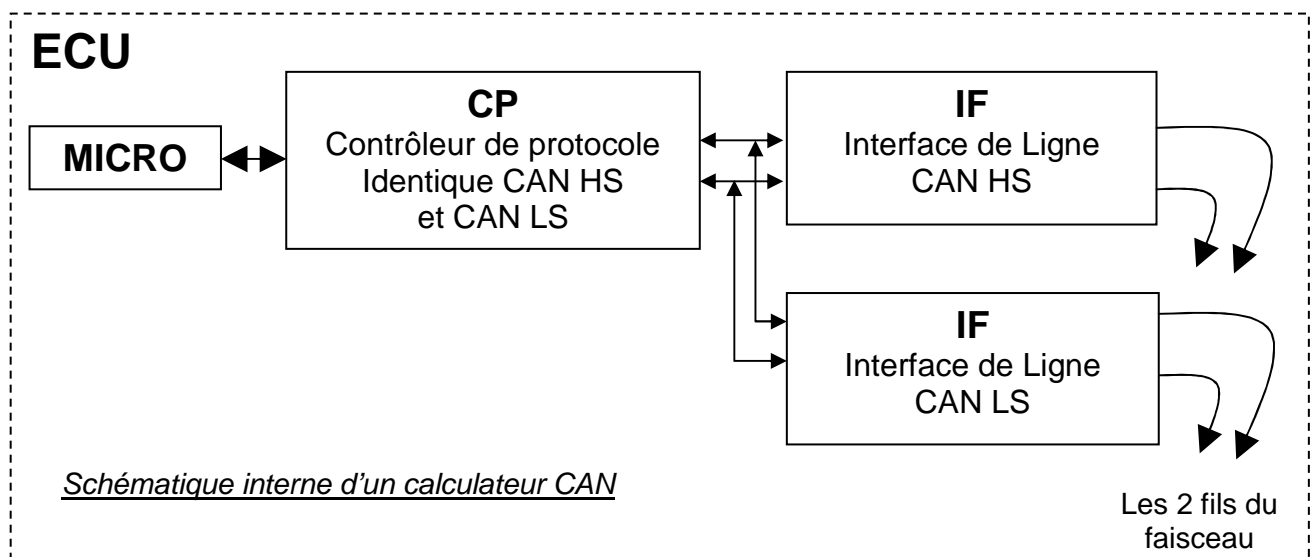 ECU
MICRO
CP
Contrôleur de protocole
Identique CAN HS
et CAN LS
IF
Interface de Ligne
CAN HS
IF
Interface de Ligne
CAN LS
Schématique interne d'un calculateur CAN
Les 2 fils du
faisceau